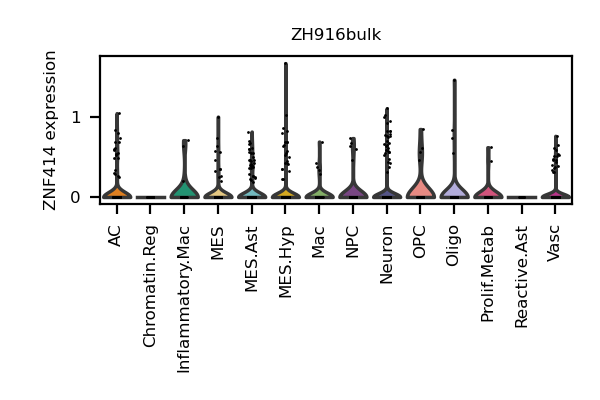 ZH916bulk
ZNF414 expression
1
0
AC
Chromatin.Reg
Inflammatory.Mac
MES
MES.Ast
MES.Hyp
Mac
NPC
Neuron
OPC
Oligo
Prolif.Metab
Reactive.Ast
Vasc